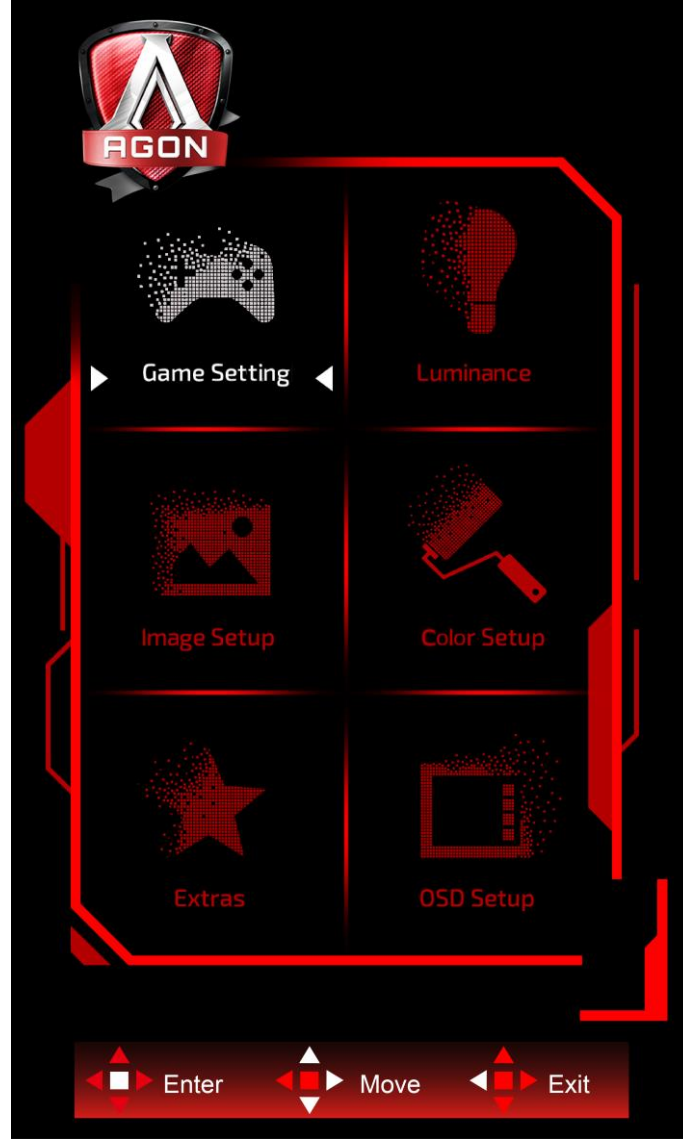 AGON
Game Setting
Luminance
Image Setup
Color Setup
Extras
OSD Setup
Enter
Move
Exit